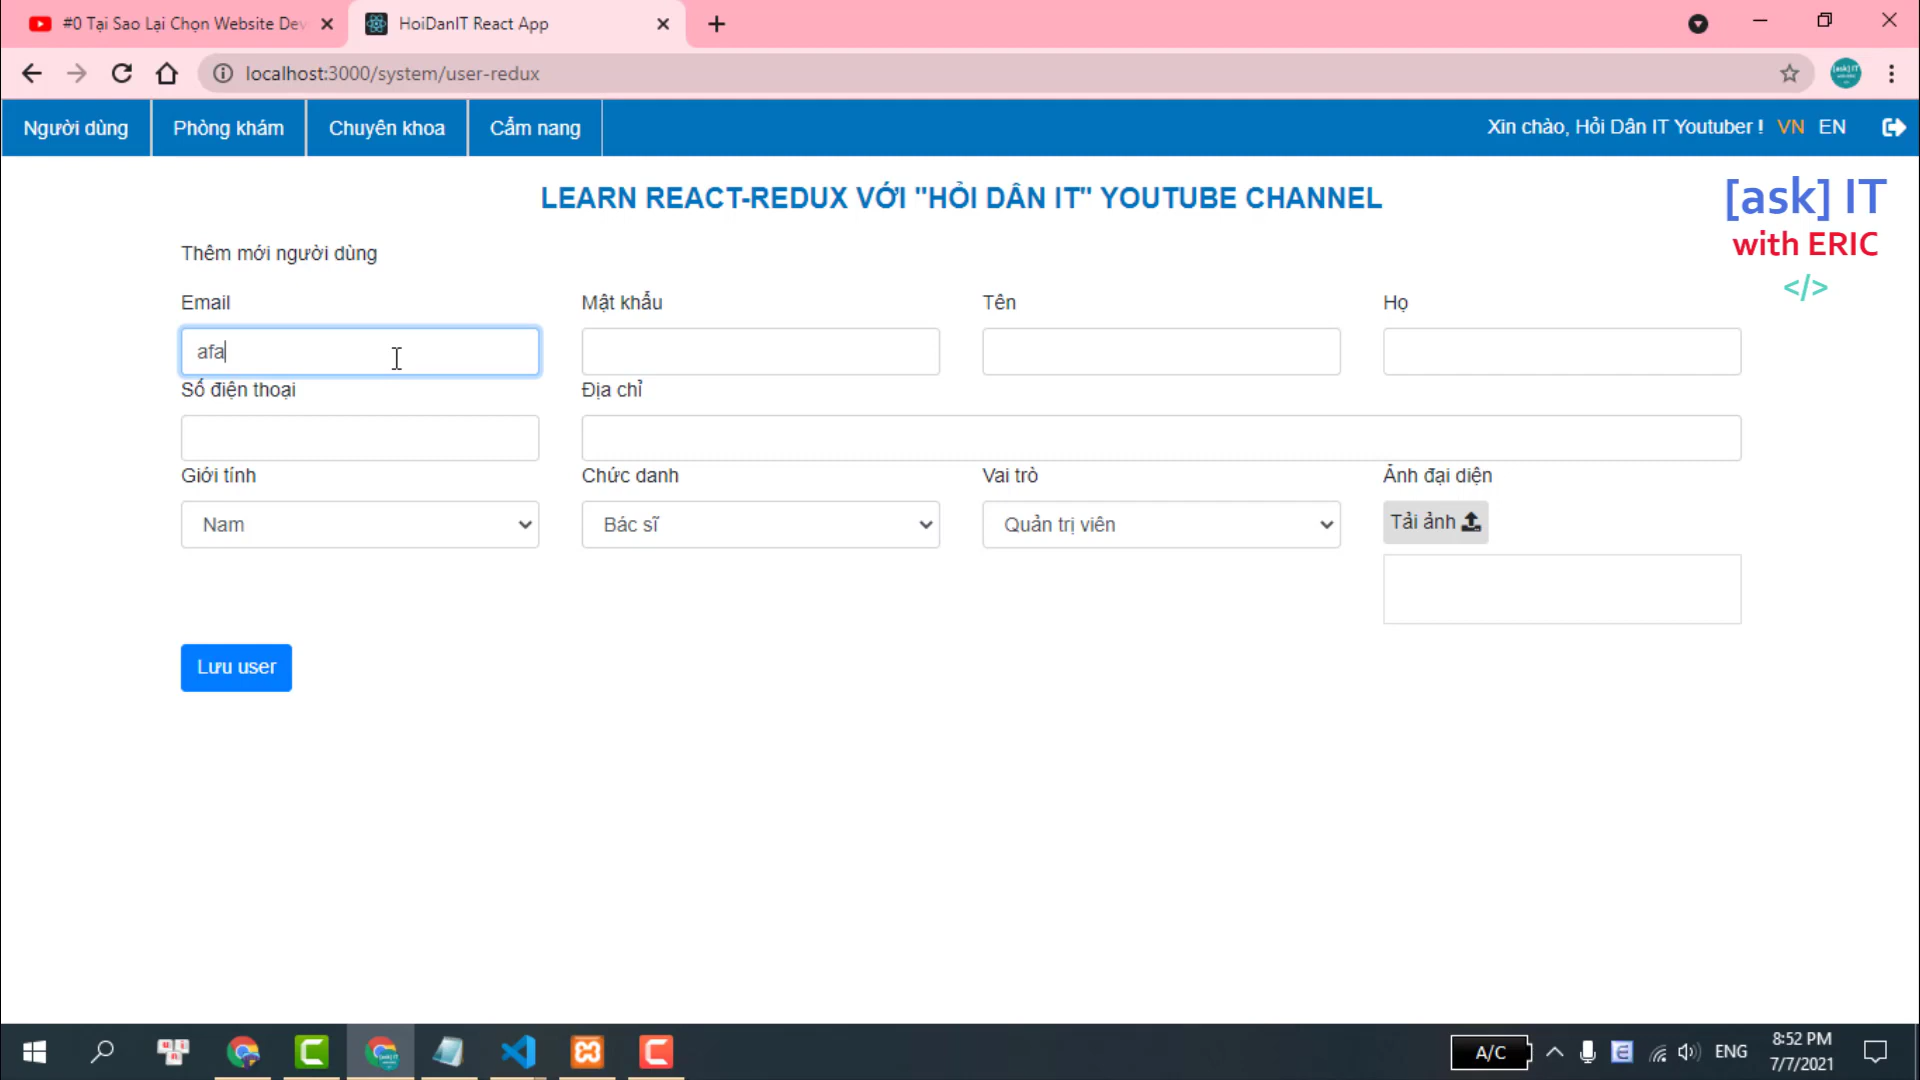 #0 Tại Sao Lại Chọn Website Dev
HoiDanIT React App
localhost:3000/system/user-redux
Người dùng
Phòng khám
Chuyên khoa
Cẩm nang
Xin chào, Hỏi Dân IT Youtuber !
VN
EN
LEARN REACT-REDUX VỚI "HỎI DÂN IT" YOUTUBE CHANNEL
[ask] IT
with ERIC
</>
Thêm mới người dùng
Email
Mật khẩu
Tên
Họ
afa
Số điện thoại
Địa chỉ
Giới tính
Chức danh
Vai trò
Ảnh đại diện
Nam
Bác sĩ
Quản trị viên
Tải ảnh
Lưu user
A/C
ENG
8:52 PM
7/7/2021